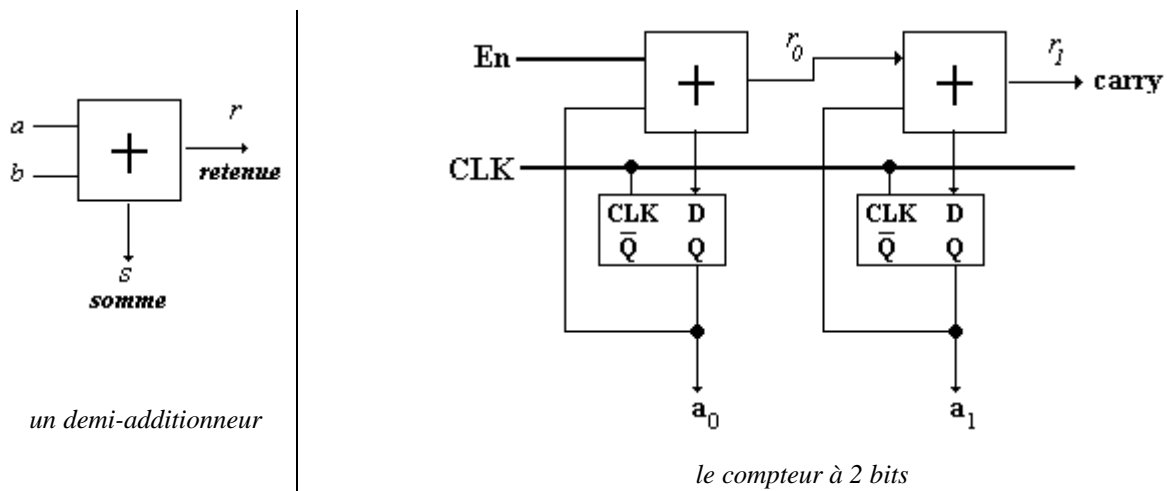 a
b
+
r
retenue
s
somme
un demi-additionneur
En
+
r0
+
r1
carry
CLK
CLK D
Q̅ Q
CLK D
Q̅ Q
a0
a1
le compteur à 2 bits